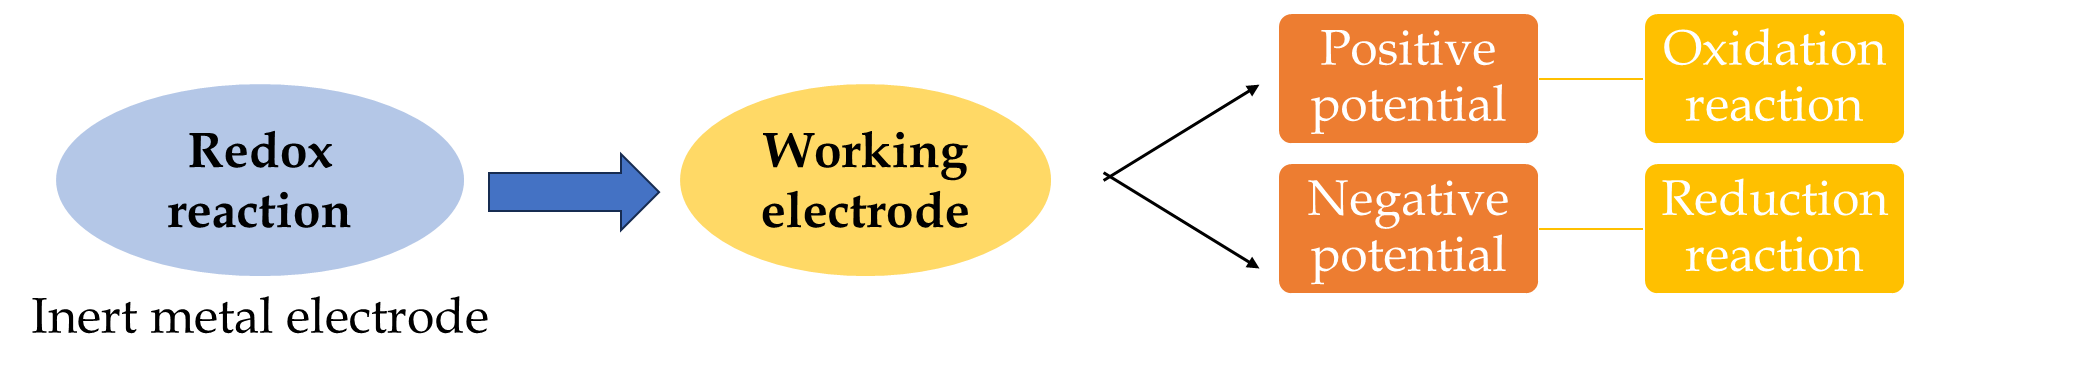 Redox
reaction
Inert metal electrode
Working
electrode
Positive
potential
Oxidation
reaction
Negative
potential
Reduction
reaction